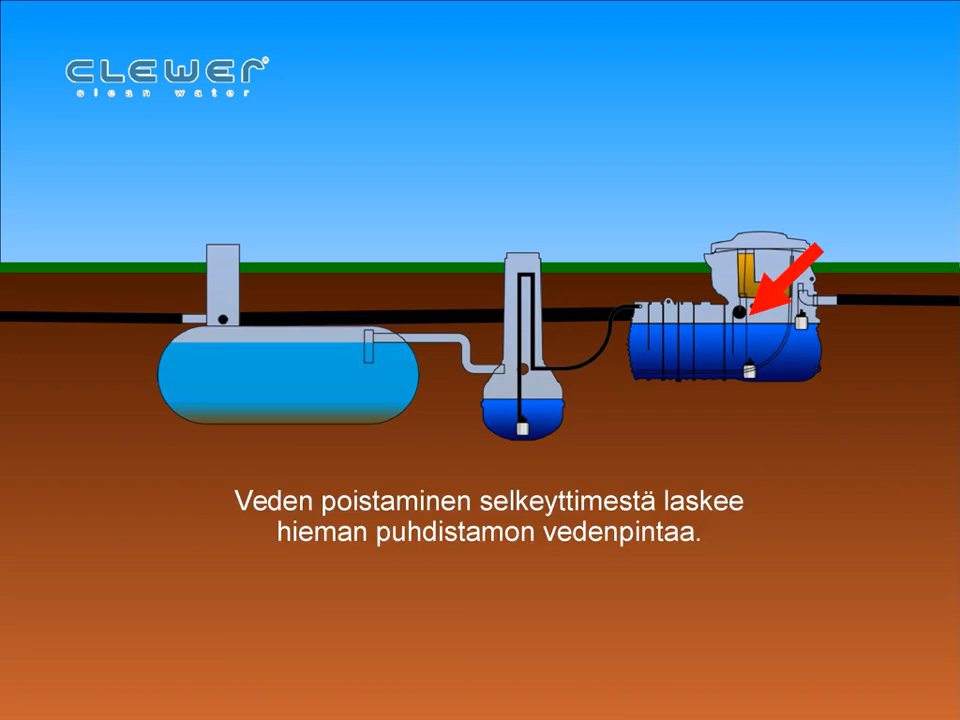 CLEWER®
clean water
Veden poistaminen selkeyttimestä laskee
hieman puhdistamon vedenpintaa.